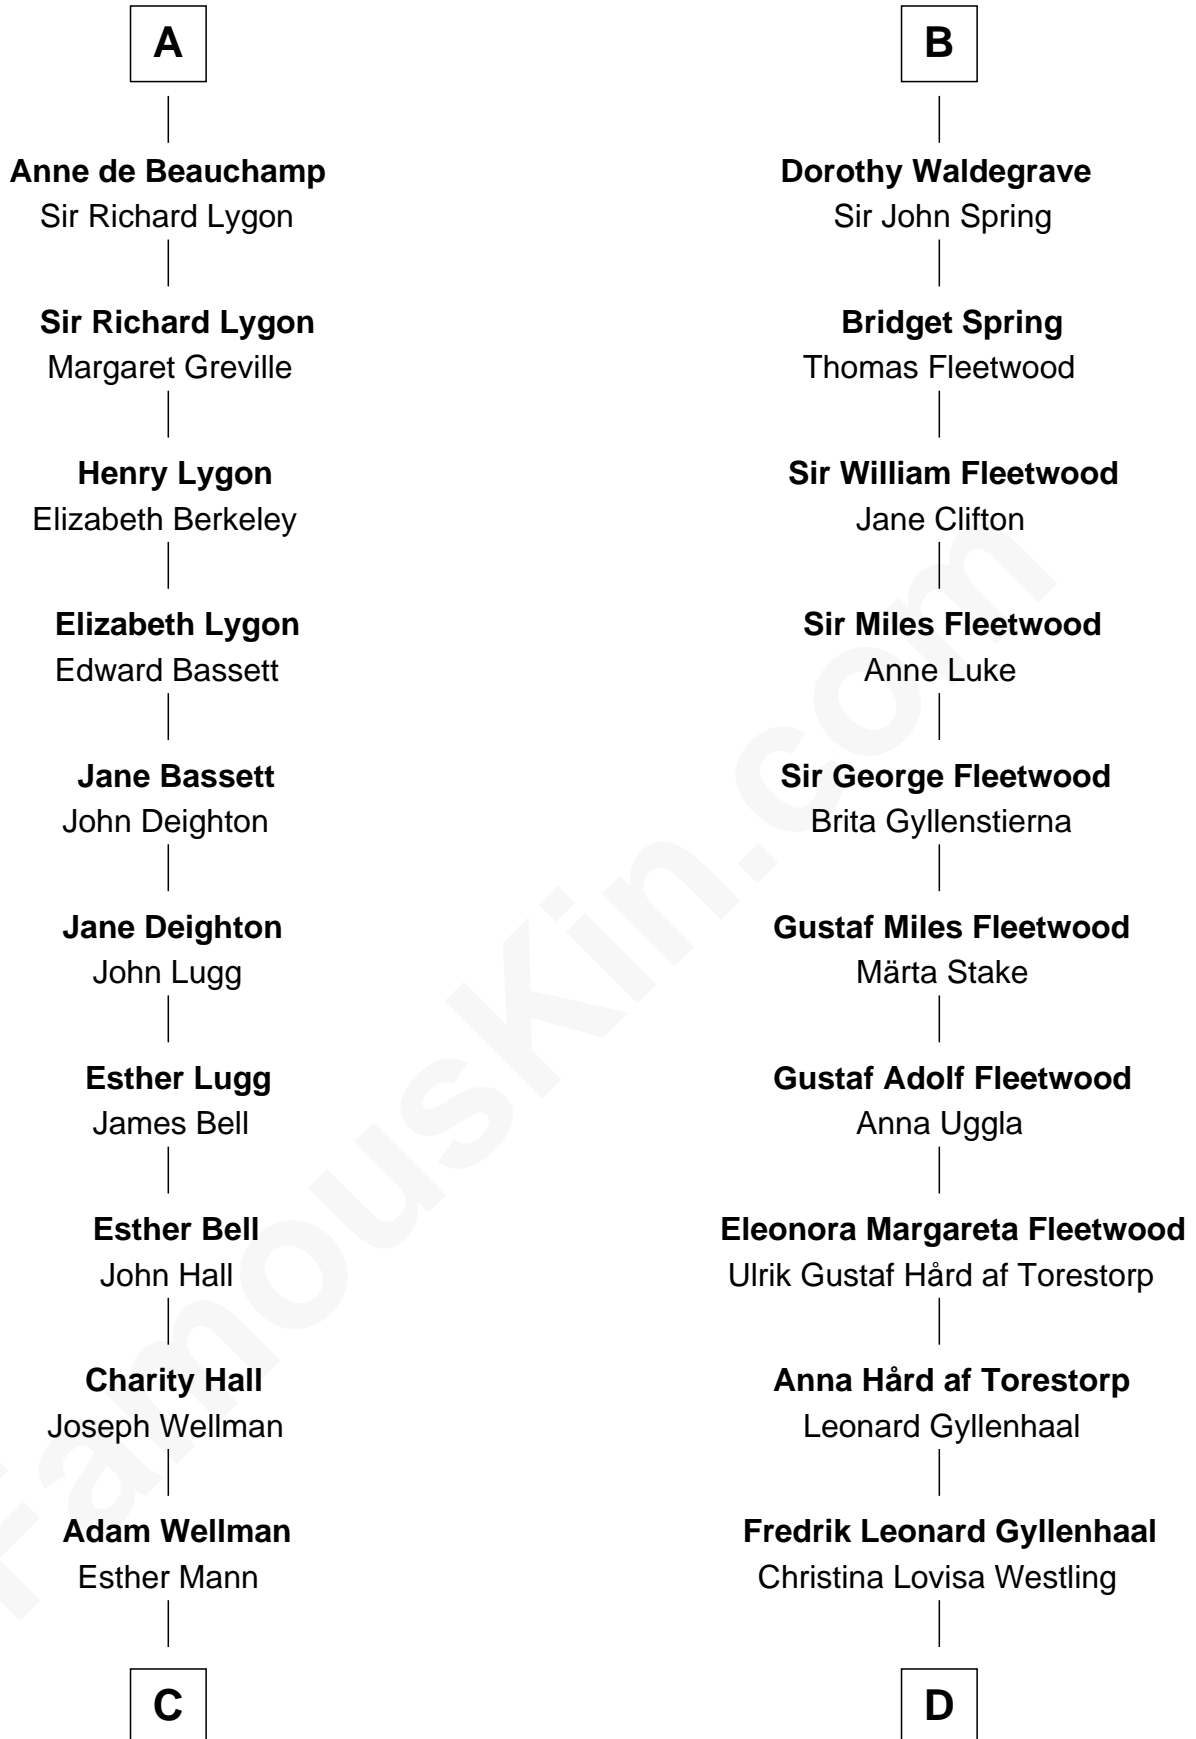 A
Anne de Beauchamp
Sir Richard Lygon
Sir Richard Lygon
Margaret Greville
Henry Lygon
Elizabeth Berkeley
Elizabeth Lygon
Edward Bassett
Jane Bassett
John Deighton
Jane Deighton
John Lugg
Esther Lugg
James Bell
Esther Bell
John Hall
Charity Hall
Joseph Wellman
Adam Wellman
Esther Mann
C
B
Dorothy Waldegrave
Sir John Spring
Bridget Spring
Thomas Fleetwood
Sir William Fleetwood
Jane Clifton
Sir Miles Fleetwood
Anne Luke
Sir George Fleetwood
Brita Gyllenstierna
Gustaf Miles Fleetwood
Märta Stake
Gustaf Adolf Fleetwood
Anna Uggla
Eleonora Margareta Fleetwood
Ulrik Gustaf Hård af Torestorp
Anna Hård af Torestorp
Leonard Gyllenhaal
Fredrik Leonard Gyllenhaal
Christina Lovisa Westling
D
FamousKin.com